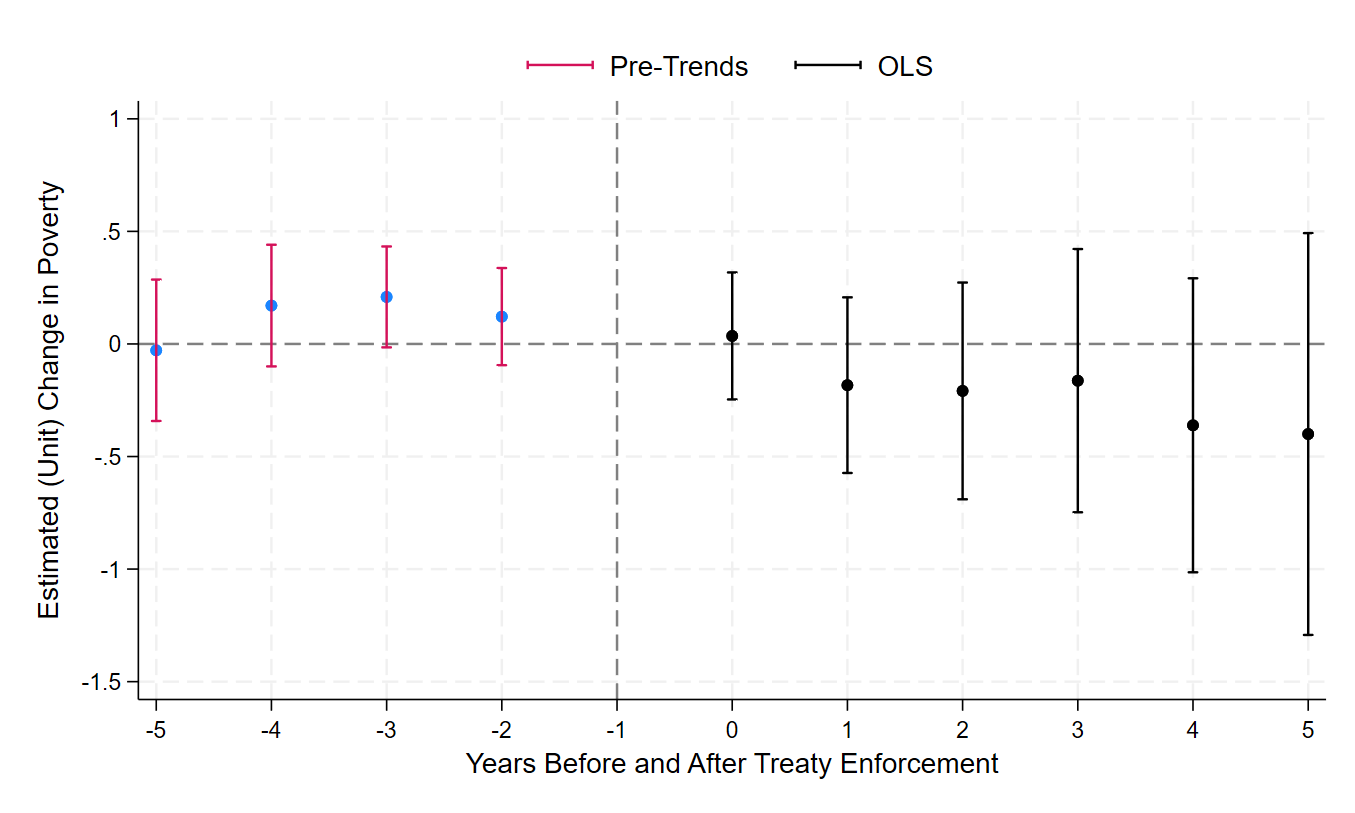 Pre-Trends OLS
Estimated (Unit) Change in Poverty
1
.5
0
-.5
-1
-1.5
-5 -4 -3 -2 -1 0 1 2 3 4 5
Years Before and After Treaty Enforcement